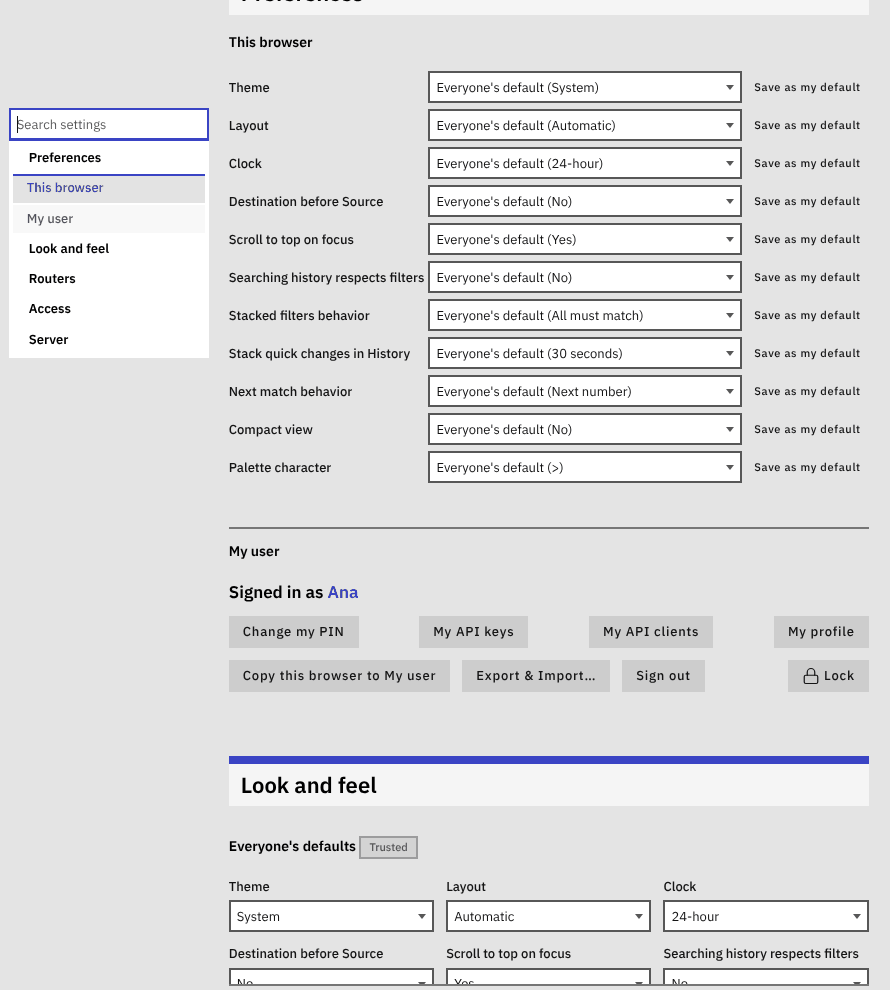 Preferences
This browser
Theme Everyone's default (System) Save as my default
Search settings
Layout Everyone's default (Automatic) Save as my default
Preferences
Clock Everyone's default (24-hour) Save as my default
This browser
Destination before Source Everyone's default (No) Save as my default
My user
Scroll to top on focus Everyone's default (Yes) Save as my default
Look and feel
Searching history respects filters Everyone's default (No) Save as my default
Routers
Access
Stacked filters behavior Everyone's default (All must match) Save as my default
Server
Stack quick changes in History Everyone's default (30 seconds) Save as my default
Next match behavior Everyone's default (Next number) Save as my default
Compact view Everyone's default (No) Save as my default
Palette character Everyone's default (>) Save as my default
My user
Signed in as Ana
Change my PIN My API keys My API clients My profile
Copy this browser to My user Export & Import… Sign out Lock
Look and feel
Everyone's defaults Trusted
Theme Layout Clock
System Automatic 24-hour
Destination before Source Scroll to top on focus Searching history respects filters
No Yes No